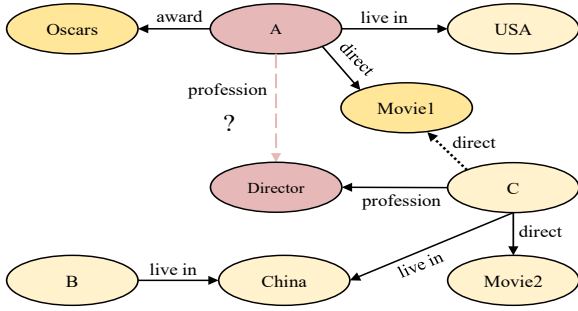 Oscars
award
A
live in
USA
direct
profession
?
Movie1
direct
Director
profession
C
live in
direct
B
live in
China
Movie2